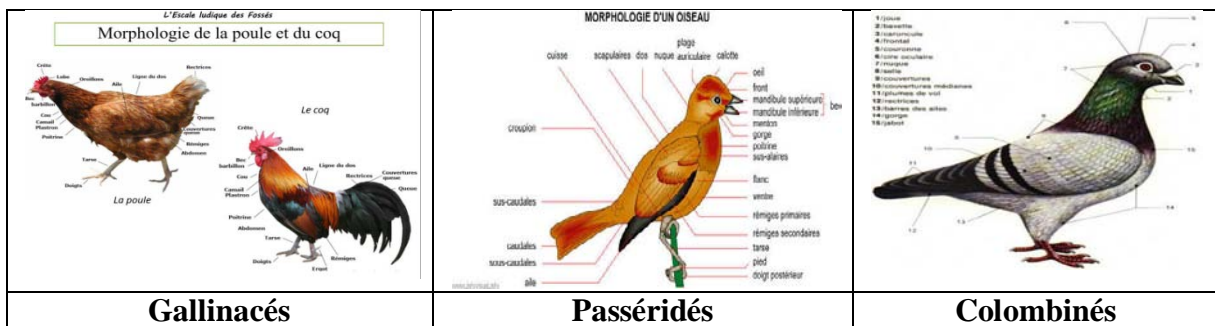 L'Escale ludique des Fossés
Morphologie de la poule et du coq
Crête
Lobe
Oreillons
Aile
Ligne du dos
Rectrices
Bec
barbillon
Cou
Camail
Plastron
Poitrine
Queue
Couvertures
queue
Rémiges
Abdomen
Tarse
Doigts
La poule
Le coq
Crête
Oreillons
Bec
barbillon
Cou
Camail
Plastron
Poitrine
Abdomen
Tarse
Doigts
Aile
Ligne du dos
Rectrices
Couvertures
queue
Queue
Rémiges
Ergot
MORPHOLOGIE D'UN OISEAU
cuisse
scapulaires
dos
nuque
plage
auriculaire
calotte
oeil
front
mandibule supérieure
mandibule inférieure
bec
menton
gorge
poitrine
sus-alaires
flanc
ventre
rémiges primaires
rémiges secondaires
tarse
pied
doigt postérieur
croupion
sus-caudales
caudales
sous-caudales
aile
1/joue
2/bavette
3/caroncule
4/frontal
5/couronne
6/cire oculaire
7/nuque
8/selle
9/couvertures
10/couvertures médianes
11/plumes de vol
12/rectrices
13/barres des ailes
14/gorge
15/jabot
Gallinacés
Passéridés
Colombinés